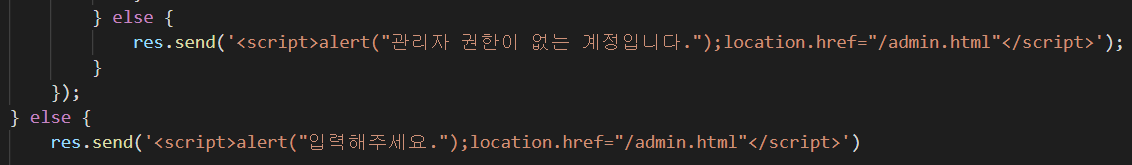 } else {
res.send('<script>alert("관리자 권한이 없는 계정입니다.");location.href="/admin.html"</script>');
}
});
} else {
res.send('<script>alert("입력해주세요.");location.href="/admin.html"</script>')